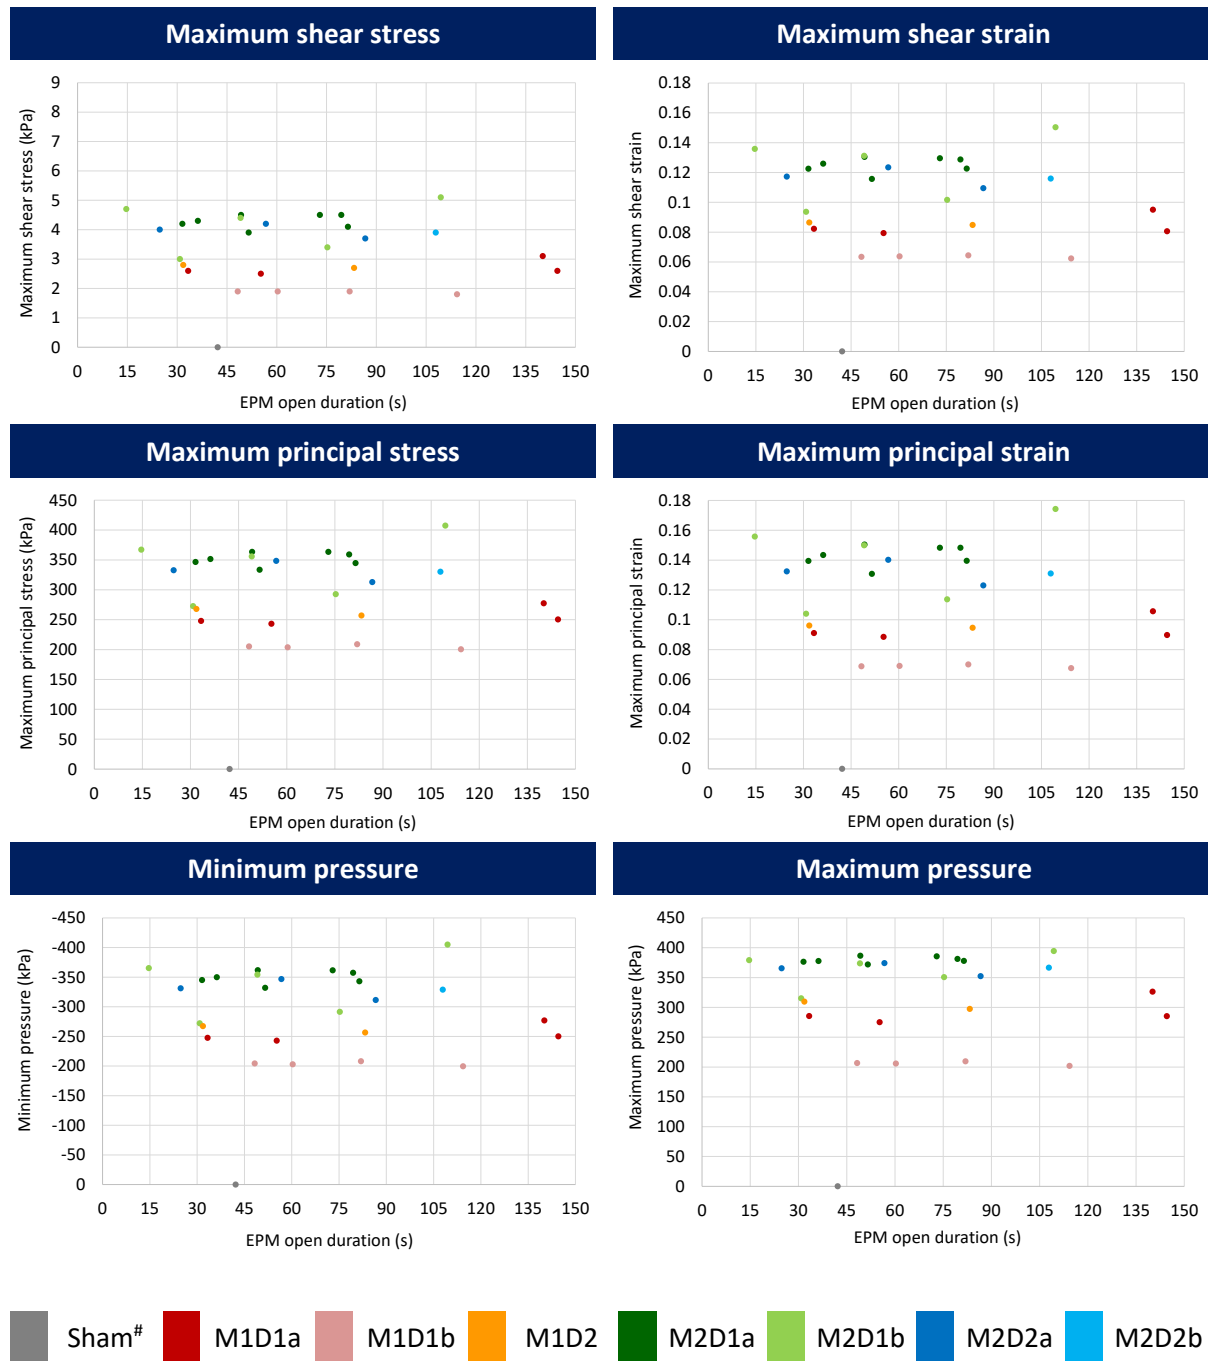 Maximum shear stress
Maximum shear strain
Maximum shear stress (kPa)
9
8
7
6
5
4
3
2
1
0
0 15 30 45 60 75 90 105 120 135 150
EPM open duration (s)
Maximum shear strain
0.18
0.16
0.14
0.12
0.1
0.08
0.06
0.04
0.02
0
0 15 30 45 60 75 90 105 120 135 150
EPM open duration (s)
Maximum principal stress
Maximum principal strain
Maximum principal stress (kPa)
450
400
350
300
250
200
150
100
50
0
0 15 30 45 60 75 90 105 120 135 150
EPM open duration (s)
Maximum principal strain
0.18
0.16
0.14
0.12
0.1
0.08
0.06
0.04
0.02
0
0 15 30 45 60 75 90 105 120 135 150
EPM open duration (s)
Minimum pressure
Maximum pressure
Minimum pressure (kPa)
-450
-400
-350
-300
-250
-200
-150
-100
-50
0
0 15 30 45 60 75 90 105 120 135 150
EPM open duration (s)
Maximum pressure (kPa)
450
400
350
300
250
200
150
100
50
0
0 15 30 45 60 75 90 105 120 135 150
EPM open duration (s)
Sham# M1D1a M1D1b M1D2 M2D1a M2D1b M2D2a M2D2b